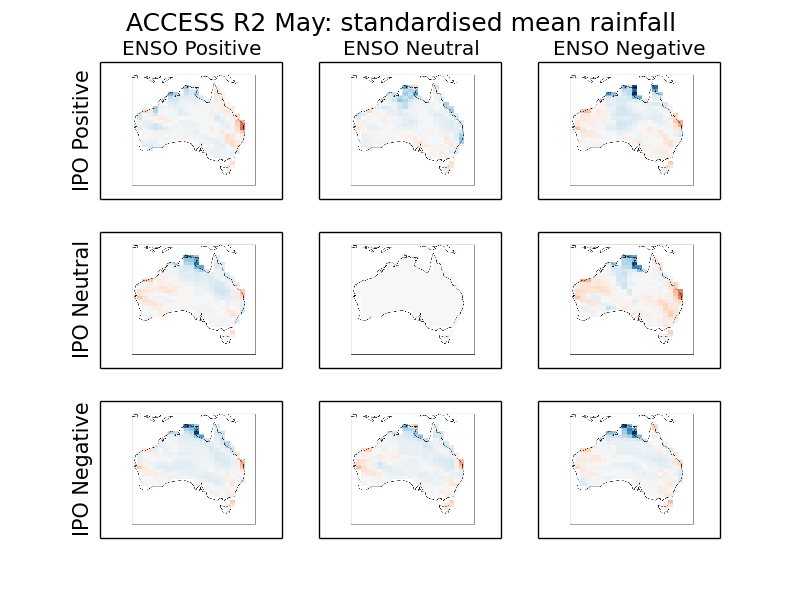 ACCESS R2 May: standardised mean rainfall
ENSO Positive
ENSO Neutral
ENSO Negative
IPO Positive
IPO Neutral
IPO Negative